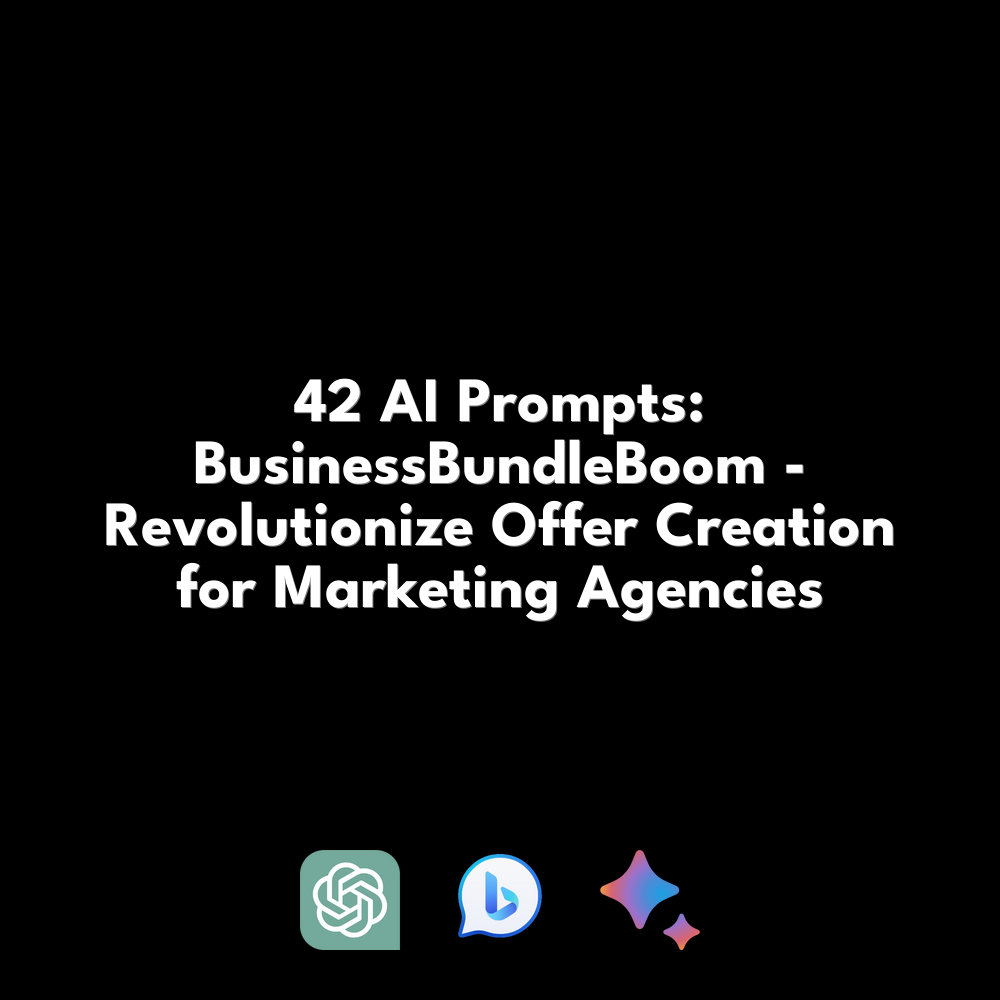 42 AI Prompts:
BusinessBundleBoom -
Revolutionize Offer Creation
for Marketing Agencies